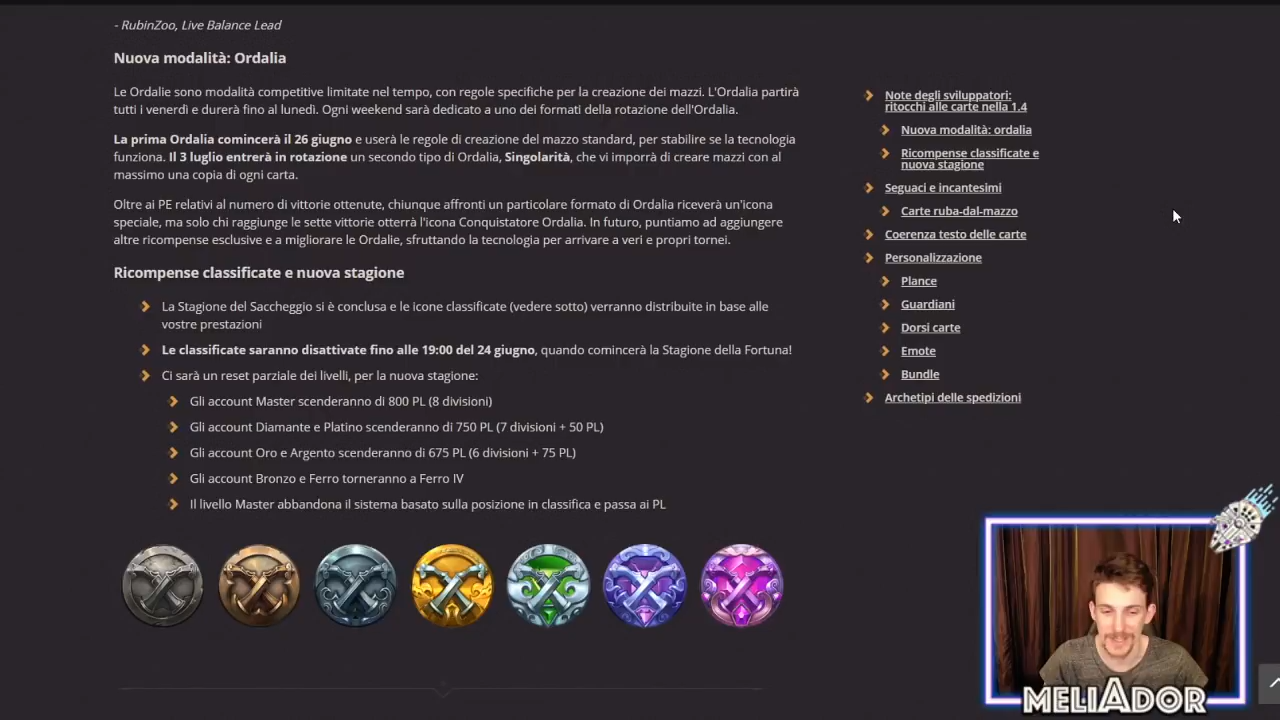 - RubinZoo, Live Balance Lead
Nuova modalità: Ordalia
Le Ordalie sono modalità competitive limitate nel tempo, con regole specifiche per la creazione dei mazzi. L'Ordalia partirà
tutti i venerdì e durerà fino al lunedì. Ogni weekend sarà dedicato a uno dei formati della rotazione dell'Ordalia.
La prima Ordalia comincerà il 26 giugno e userà le regole di creazione del mazzo standard, per stabilire se la tecnologia
funziona. Il 3 luglio entrerà in rotazione un secondo tipo di Ordalia, Singolarità, che vi imporrà di creare mazzi con al
massimo una copia di ogni carta.
Oltre ai PE relativi al numero di vittorie ottenute, chiunque affronti un particolare formato di Ordalia riceverà un'icona
speciale, ma solo chi raggiunge le sette vittorie otterrà l'icona Conquistatore Ordalia. In futuro, puntiamo ad aggiungere
altre ricompense esclusive e a migliorare le Ordalie, sfruttando la tecnologia per arrivare a veri e propri tornei.
Ricompense classificate e nuova stagione
La Stagione del Saccheggio si è conclusa e le icone classificate (vedere sotto) verranno distribuite in base alle
vostre prestazioni
Le classificate saranno disattivate fino alle 19:00 del 24 giugno, quando comincerà la Stagione della Fortuna!
Ci sarà un reset parziale dei livelli, per la nuova stagione:
Gli account Master scenderanno di 800 PL (8 divisioni)
Gli account Diamante e Platino scenderanno di 750 PL (7 divisioni + 50 PL)
Gli account Oro e Argento scenderanno di 675 PL (6 divisioni + 75 PL)
Gli account Bronzo e Ferro torneranno a Ferro IV
Il livello Master abbandona il sistema basato sulla posizione in classifica e passa ai PL
Note degli sviluppatori:
ritocchi alle carte nella 1.4
Nuova modalità: ordalia
Ricompense classificate e
nuova stagione
Seguaci e incantesimi
Carte ruba-dal-mazzo
Coerenza testo delle carte
Personalizzazione
Plance
Guardiani
Dorsi carte
Emote
Bundle
Archetipi delle spedizioni
MELIADOR